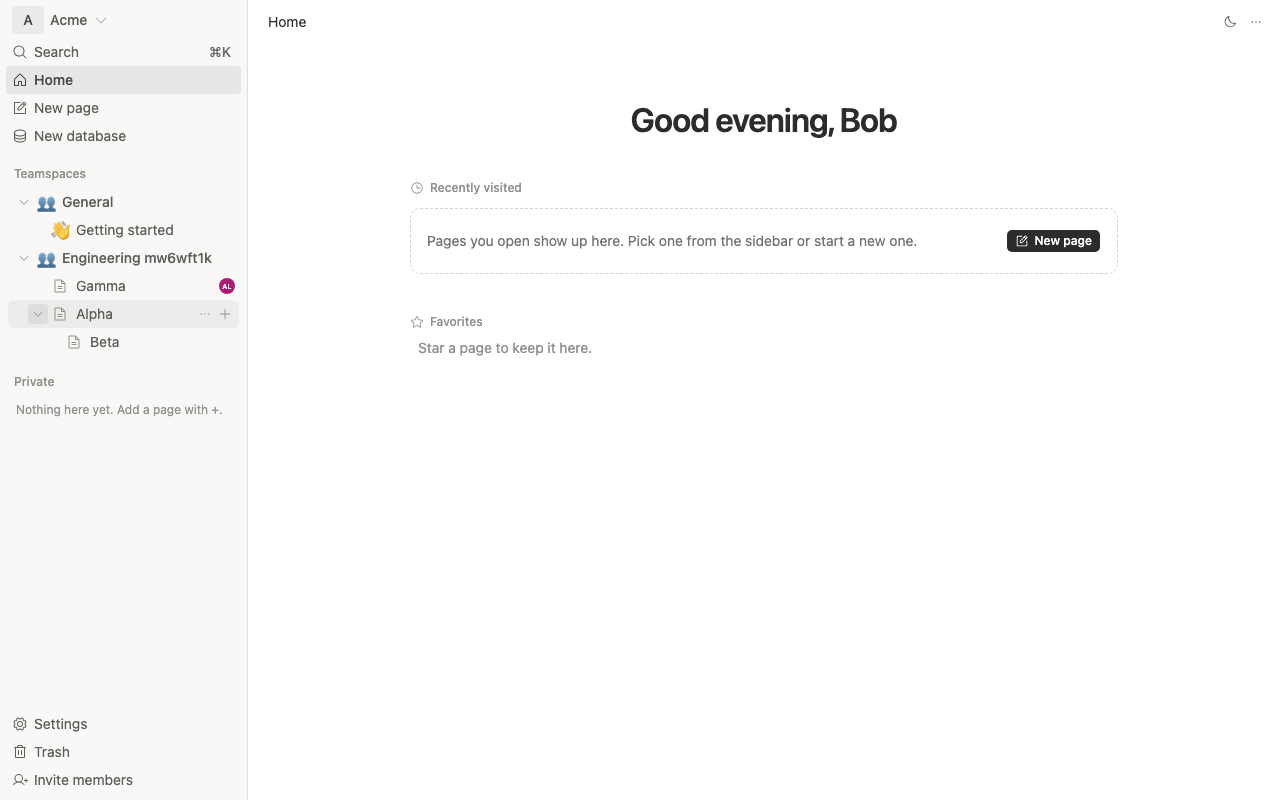 A Acme
Search ⌘K
Home
New page
New database
Teamspaces
General
Getting started
Engineering mw6wft1k
Gamma AL
Alpha
Beta
Private
Nothing here yet. Add a page with +.
Settings
Trash
Invite members
Home
Good evening, Bob
Recently visited
Pages you open show up here. Pick one from the sidebar or start a new one. New page
Favorites
Star a page to keep it here.